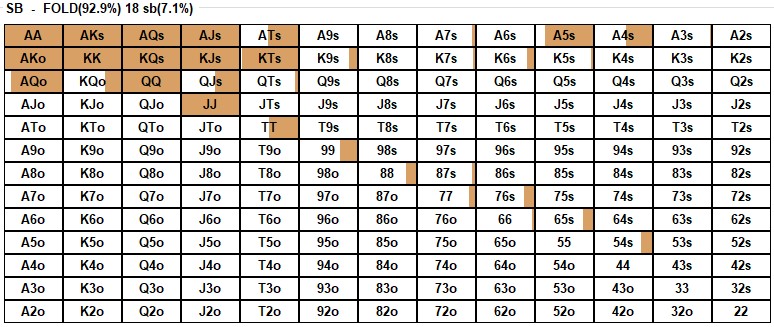 SB - FOLD(92.9%) 18 sb(7.1%)
AA AKs AQs AJs ATs A9s A8s A7s A6s A5s A4s A3s A2s
AKo KK KQs KJs KTs K9s K8s K7s K6s K5s K4s K3s K2s
AQo KQo QQ QJs QTs Q9s Q8s Q7s Q6s Q5s Q4s Q3s Q2s
AJo KJo QJo JJ JTs J9s J8s J7s J6s J5s J4s J3s J2s
ATo KTo QTo JTo TT T9s T8s T7s T6s T5s T4s T3s T2s
A9o K9o Q9o J9o T9o 99 98s 97s 96s 95s 94s 93s 92s
A8o K8o Q8o J8o T8o 98o 88 87s 86s 85s 84s 83s 82s
A7o K7o Q7o J7o T7o 97o 87o 77 76s 75s 74s 73s 72s
A6o K6o Q6o J6o T6o 96o 86o 76o 66 65s 64s 63s 62s
A5o K5o Q5o J5o T5o 95o 85o 75o 65o 55 54s 53s 52s
A4o K4o Q4o J4o T4o 94o 84o 74o 64o 54o 44 43s 42s
A3o K3o Q3o J3o T3o 93o 83o 73o 63o 53o 43o 33 32s
A2o K2o Q2o J2o T2o 92o 82o 72o 62o 52o 42o 32o 22